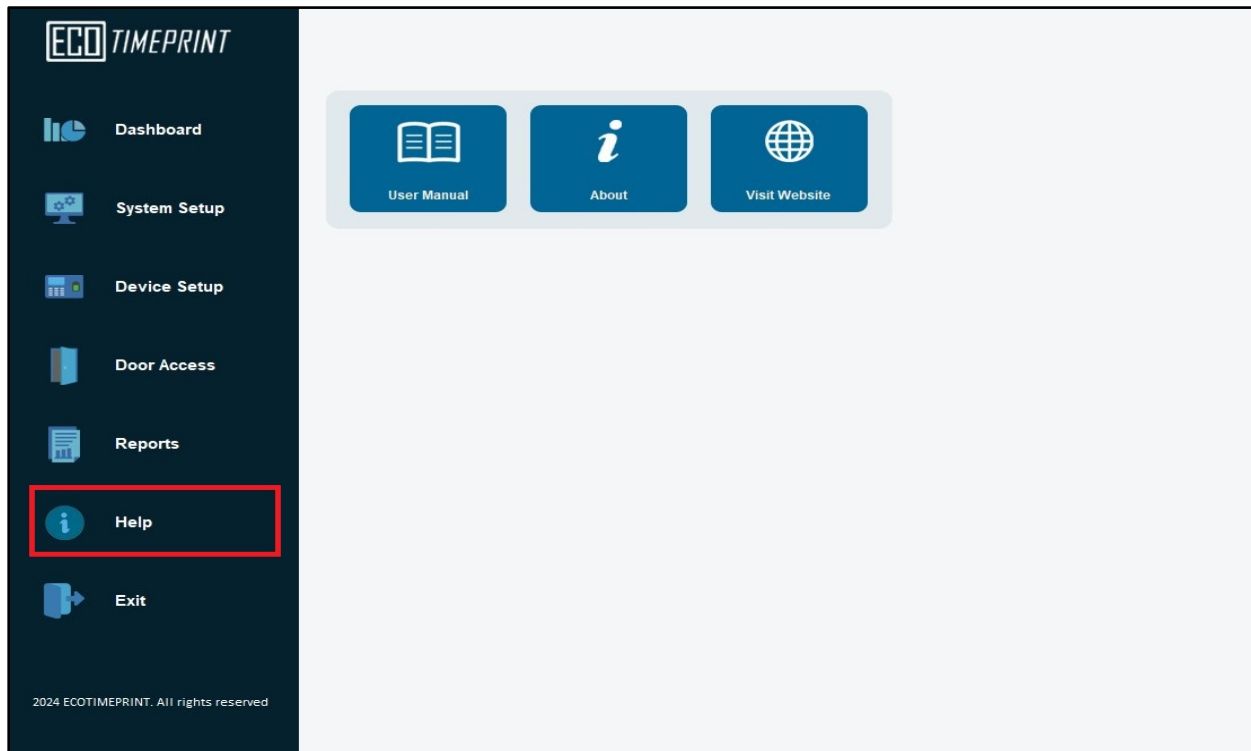 ECO TIMEPRINT
Dashboard
System Setup
Device Setup
Door Access
Reports
Help
Exit
2024 ECOTIMEPRINT. All rights reserved
User Manual
About
Visit Website